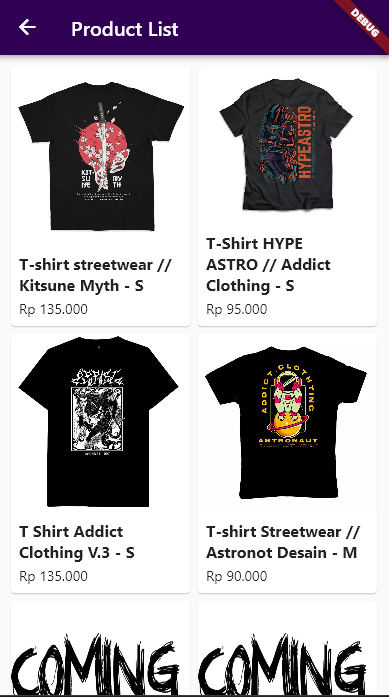 Product List
DEBUG
KIT-
SU
NE
MY
TH
HYPEASTRO
T-shirt streetwear //
Kitsune Myth - S
Rp 135.000
T-Shirt HYPE
ASTRO // Addict
Clothing - S
Rp 95.000
ADDICT CLOTHING
ASTRONAUT
T Shirt Addict
Clothing V.3 - S
Rp 135.000
T-shirt Streetwear //
Astronot Desain - M
Rp 90.000
COMING
COMING